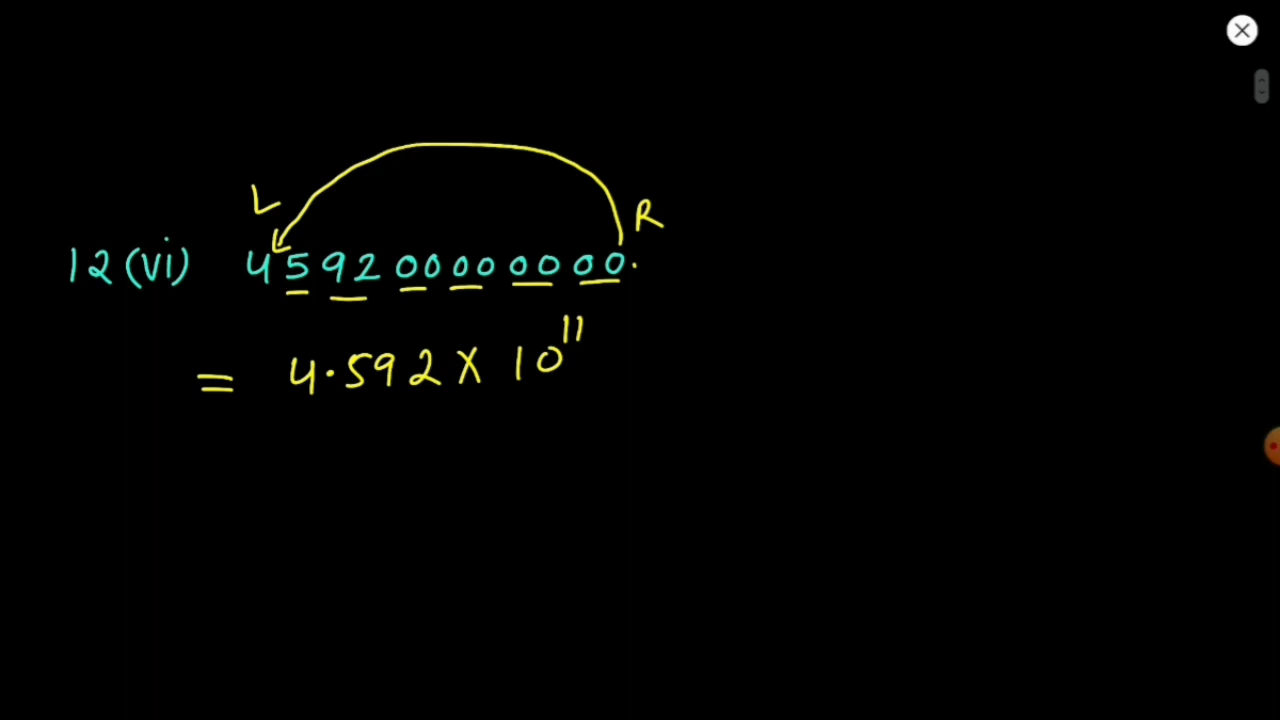 L R
12 (vi) 459200000000.
= 4.592 X 10¹¹